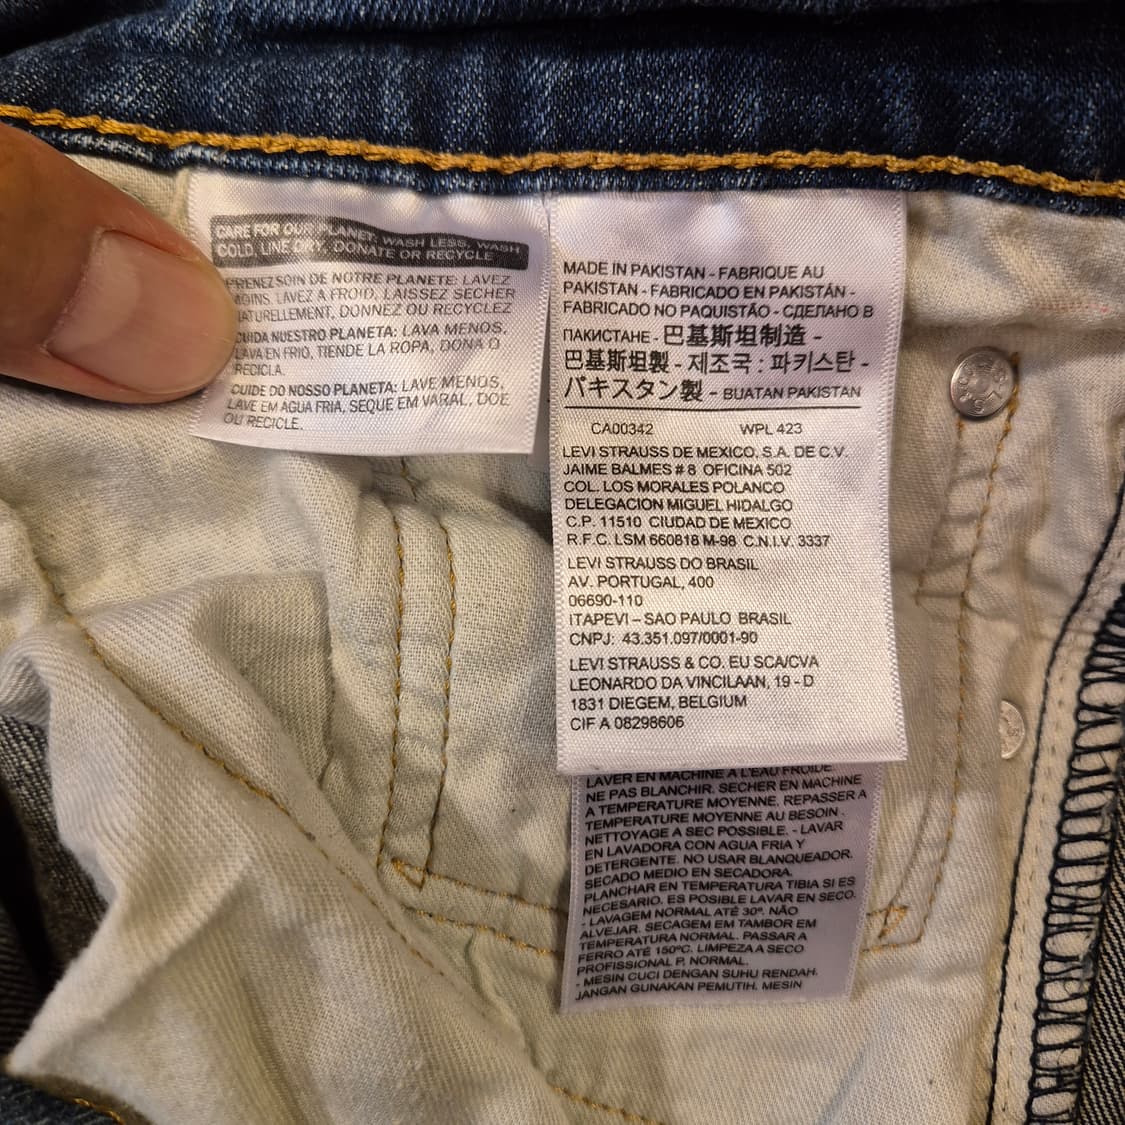 CARE FOR OUR PLANET: WASH LESS, WASH
COLD, LINE DRY, DONATE OR RECYCLE
PRENEZ SOIN DE NOTRE PLANETE: LAVEZ
MOINS, LAVEZ A FROID, LAISSEZ SECHER
NATURELLEMENT, DONNEZ OU RECYCLEZ
CUIDA NUESTRO PLANETA: LAVA MENOS,
LAVA EN FRIO, TIENDE LA ROPA, DONA O
RECICLA.
CUIDE DO NOSSO PLANETA: LAVE MENOS,
LAVE EM AGUA FRIA, SEQUE EM VARAL, DOE
OU RECICLE.
MADE IN PAKISTAN - FABRIQUE AU
PAKISTAN - FABRICADO EN PAKISTÁN -
FABRICADO NO PAQUISTÃO - СДЕЛАНО В
ПАКИСТАНЕ - 巴基斯坦制造 -
巴基斯坦製 - 제조국 : 파키스탄 -
パキスタン製 - BUATAN PAKISTAN
CA00342 WPL 423
LEVI STRAUSS DE MEXICO, S.A. DE C.V.
JAIME BALMES # 8 OFICINA 502
COL. LOS MORALES POLANCO
DELEGACION MIGUEL HIDALGO
C.P. 11510 CIUDAD DE MEXICO
R.F.C. LSM 660818 M-98 C.N.I.V. 3337
LEVI STRAUSS DO BRASIL
AV. PORTUGAL, 400
06690-110
ITAPEVI – SAO PAULO BRASIL
CNPJ: 43.351.097/0001-90
LEVI STRAUSS & CO. EU SCA/CVA
LEONARDO DA VINCILAAN, 19 - D
1831 DIEGEM, BELGIUM
CIF A 08298606
LAVER EN MACHINE A L'EAU FROIDE.
NE PAS BLANCHIR. SECHER EN MACHINE
A TEMPERATURE MOYENNE. REPASSER A
TEMPERATURE MOYENNE AU BESOIN.
NETTOYAGE A SEC POSSIBLE. - LAVAR
EN LAVADORA CON AGUA FRIA Y
DETERGENTE. NO USAR BLANQUEADOR.
SECADO MEDIO EN SECADORA.
PLANCHAR EN TEMPERATURA TIBIA SI ES
NECESARIO. ES POSIBLE LAVAR EN SECO.
- LAVAGEM NORMAL ATÉ 30º. NÃO
ALVEJAR. SECAGEM EM TAMBOR EM
TEMPERATURA NORMAL. PASSAR A
FERRO ATÉ 150ºC. LIMPEZA A SECO
PROFISSIONAL P, NORMAL.
- MESIN CUCI DENGAN SUHU RENDAH.
JANGAN GUNAKAN PEMUTIH. MESIN